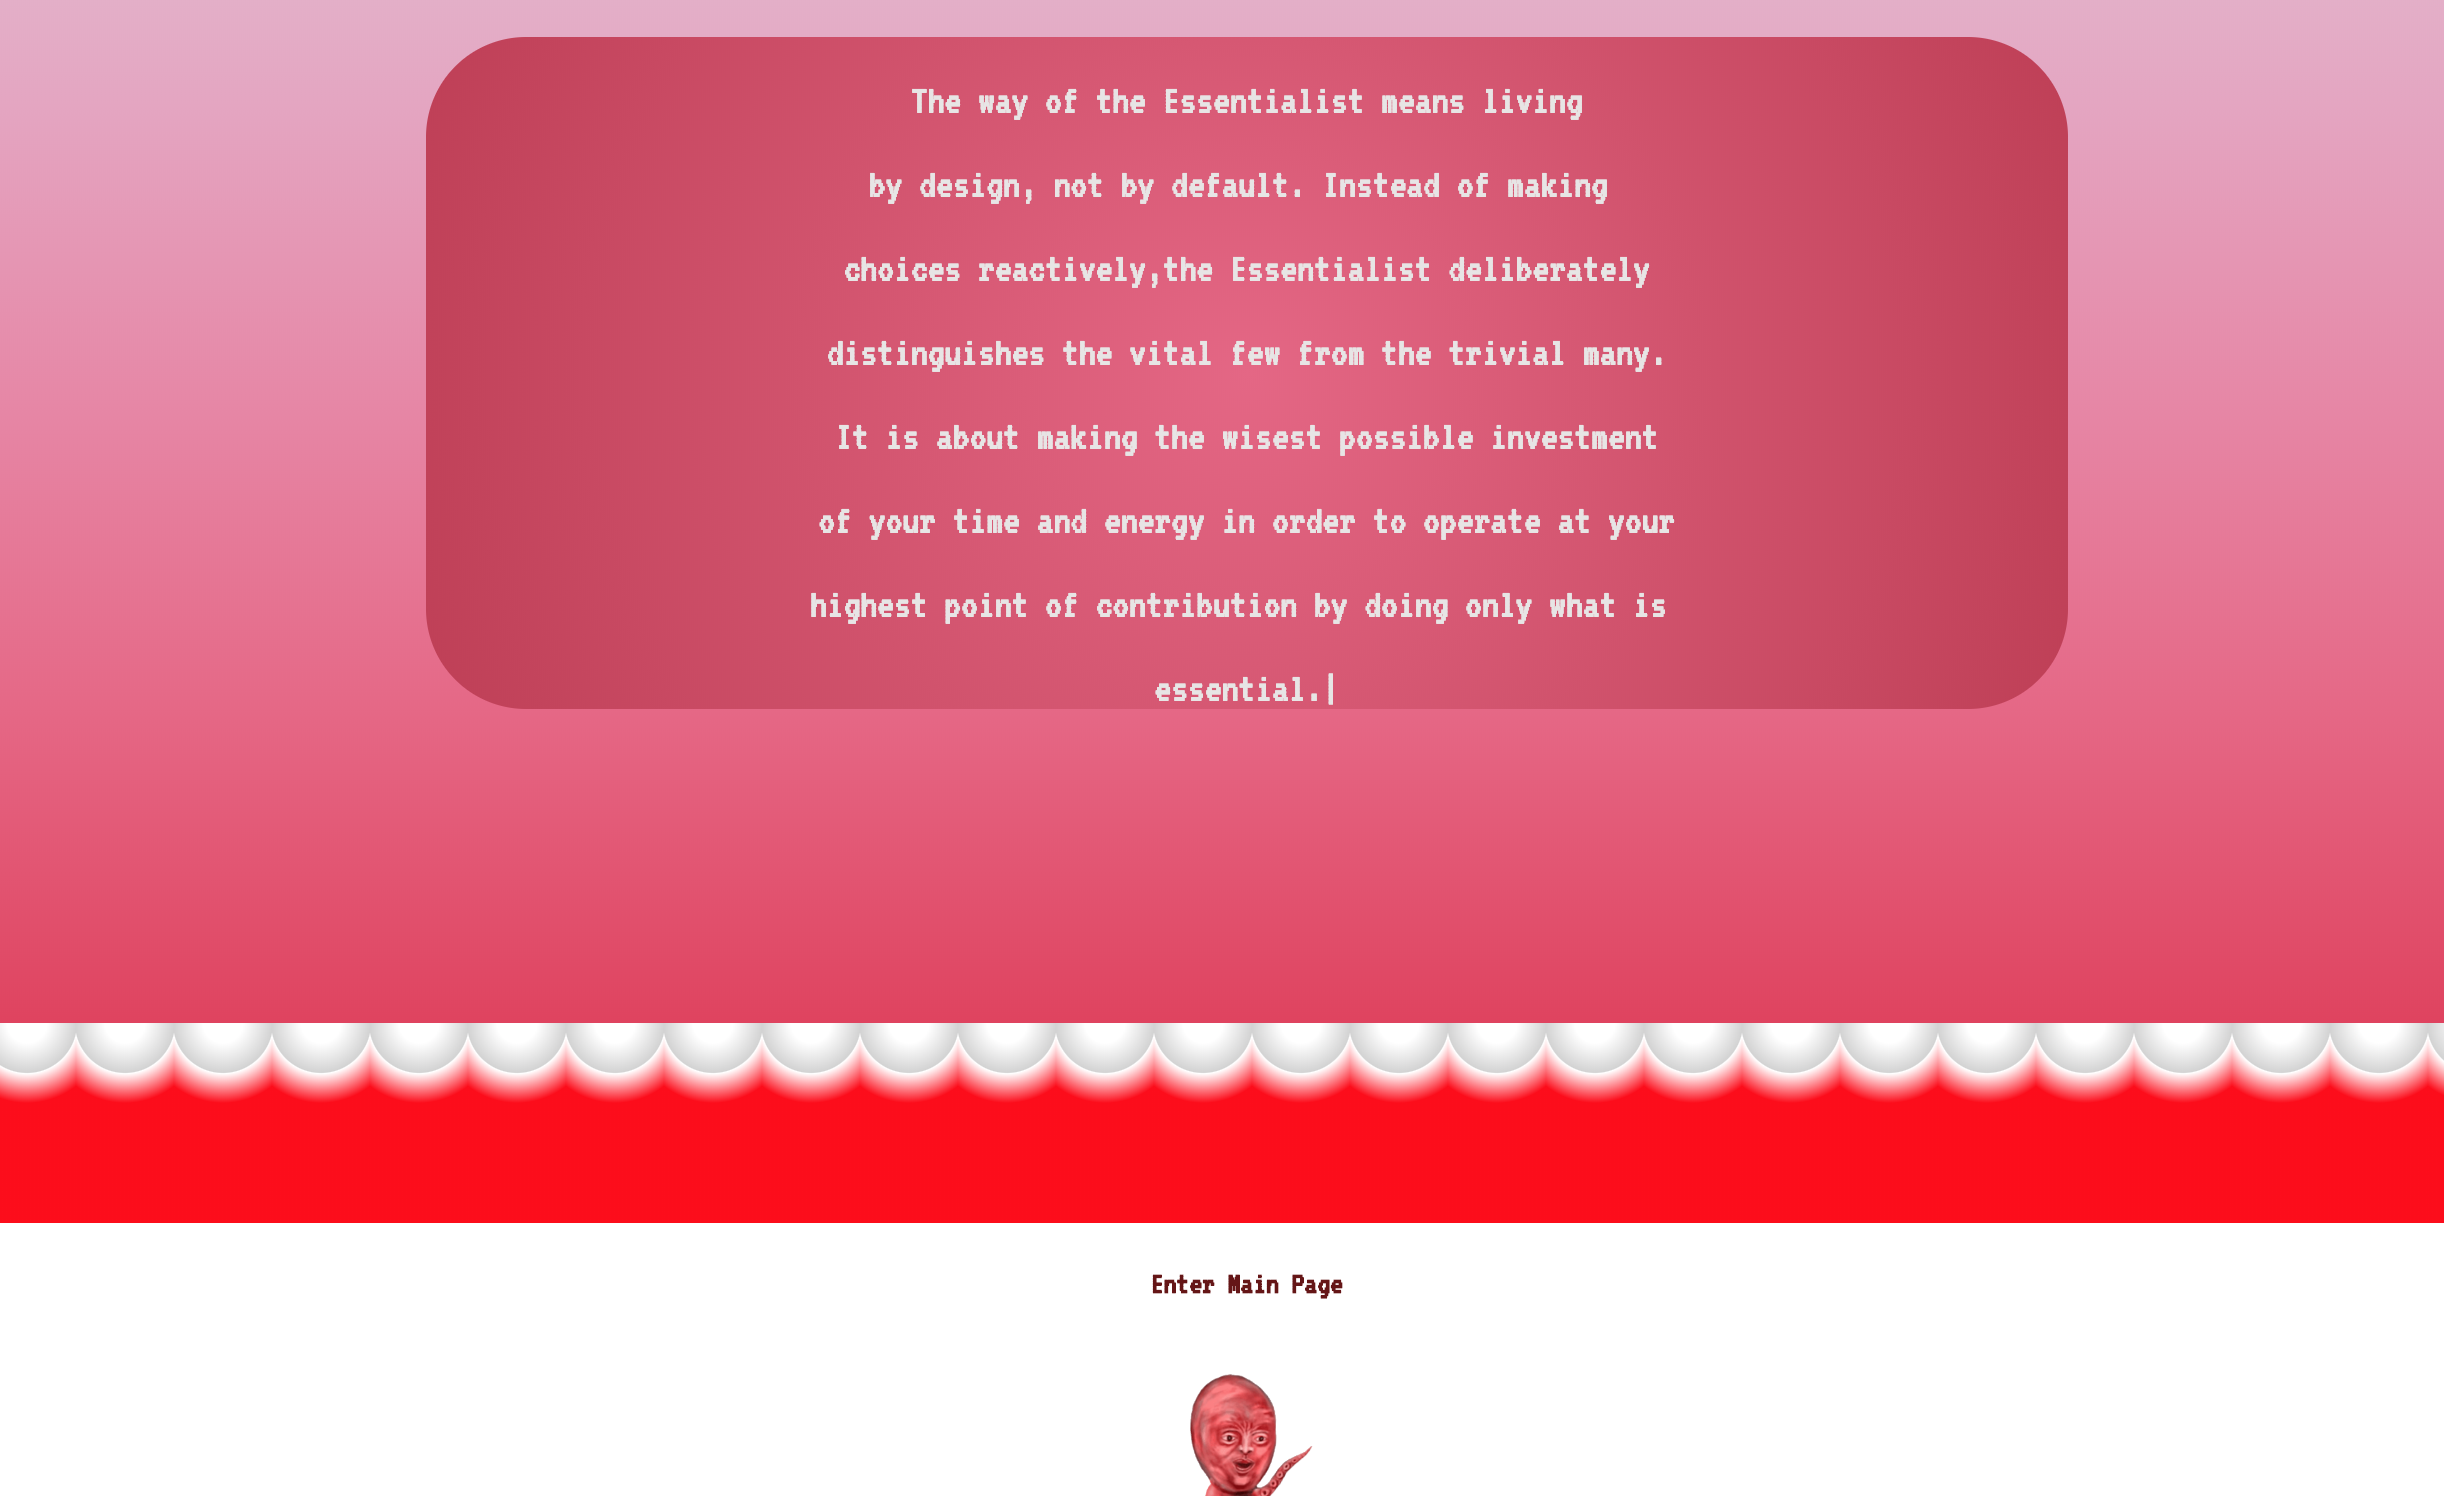 The way of the Essentialist means living
by design, not by default. Instead of making
choices reactively,the Essentialist deliberately
distinguishes the vital few from the trivial many.
It is about making the wisest possible investment
of your time and energy in order to operate at your
highest point of contribution by doing only what is
essential.|
Enter Main Page